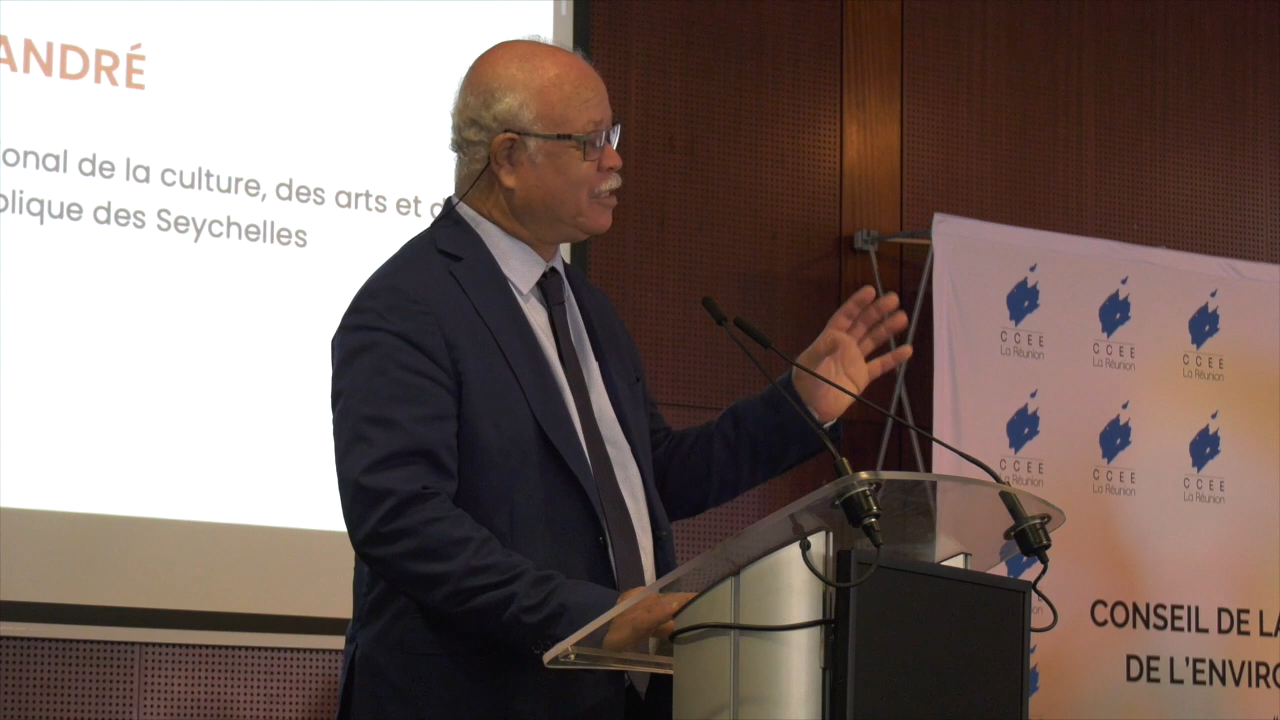 ANDRÉ
onal de la culture, des arts et d
blique des Seychelles
CCEE
La Réunion
CCEE
La Réunion
CCEE
La Réunion
CCEE
La Réunion
CCEE
La Réunion
CCEE
La Réunion
CONSEIL DE LA
DE L'ENVIRO